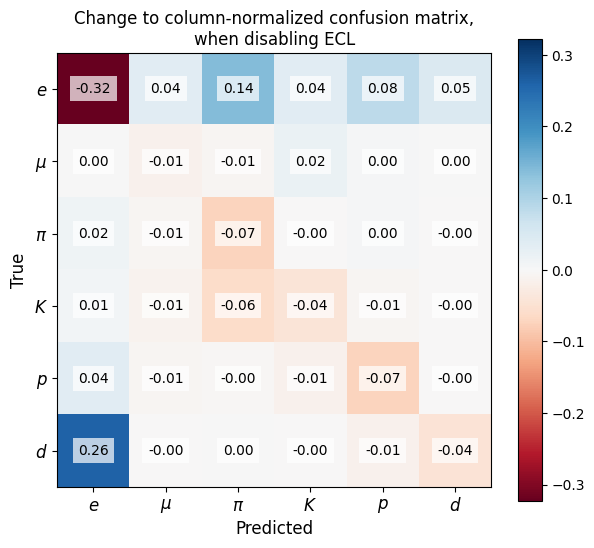 Change to column-normalized confusion matrix,
when disabling ECL
e -0.32 0.04 0.14 0.04 0.08 0.05
μ 0.00 -0.01 -0.01 0.02 0.00 0.00
π 0.02 -0.01 -0.07 -0.00 0.00 -0.00
K 0.01 -0.01 -0.06 -0.04 -0.01 -0.00
p 0.04 -0.01 -0.00 -0.01 -0.07 -0.00
d 0.26 -0.00 0.00 -0.00 -0.01 -0.04
e μ π K p d
Predicted
True
0.3
0.2
0.1
0.0
−0.1
−0.2
−0.3